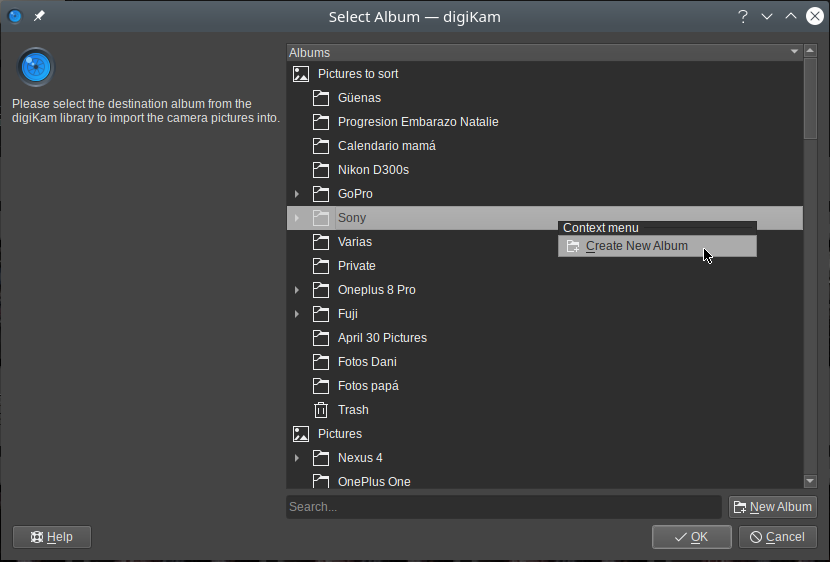 Select Album — digiKam
Please select the destination album from the
digiKam library to import the camera pictures into.
Albums
Pictures to sort
Güenas
Progresion Embarazo Natalie
Calendario mamá
Nikon D300s
GoPro
Sony
Context menu
Create New Album
Varias
Private
Oneplus 8 Pro
Fuji
April 30 Pictures
Fotos Dani
Fotos papá
Trash
Pictures
Nexus 4
OnePlus One
Search...
New Album
Help
OK
Cancel